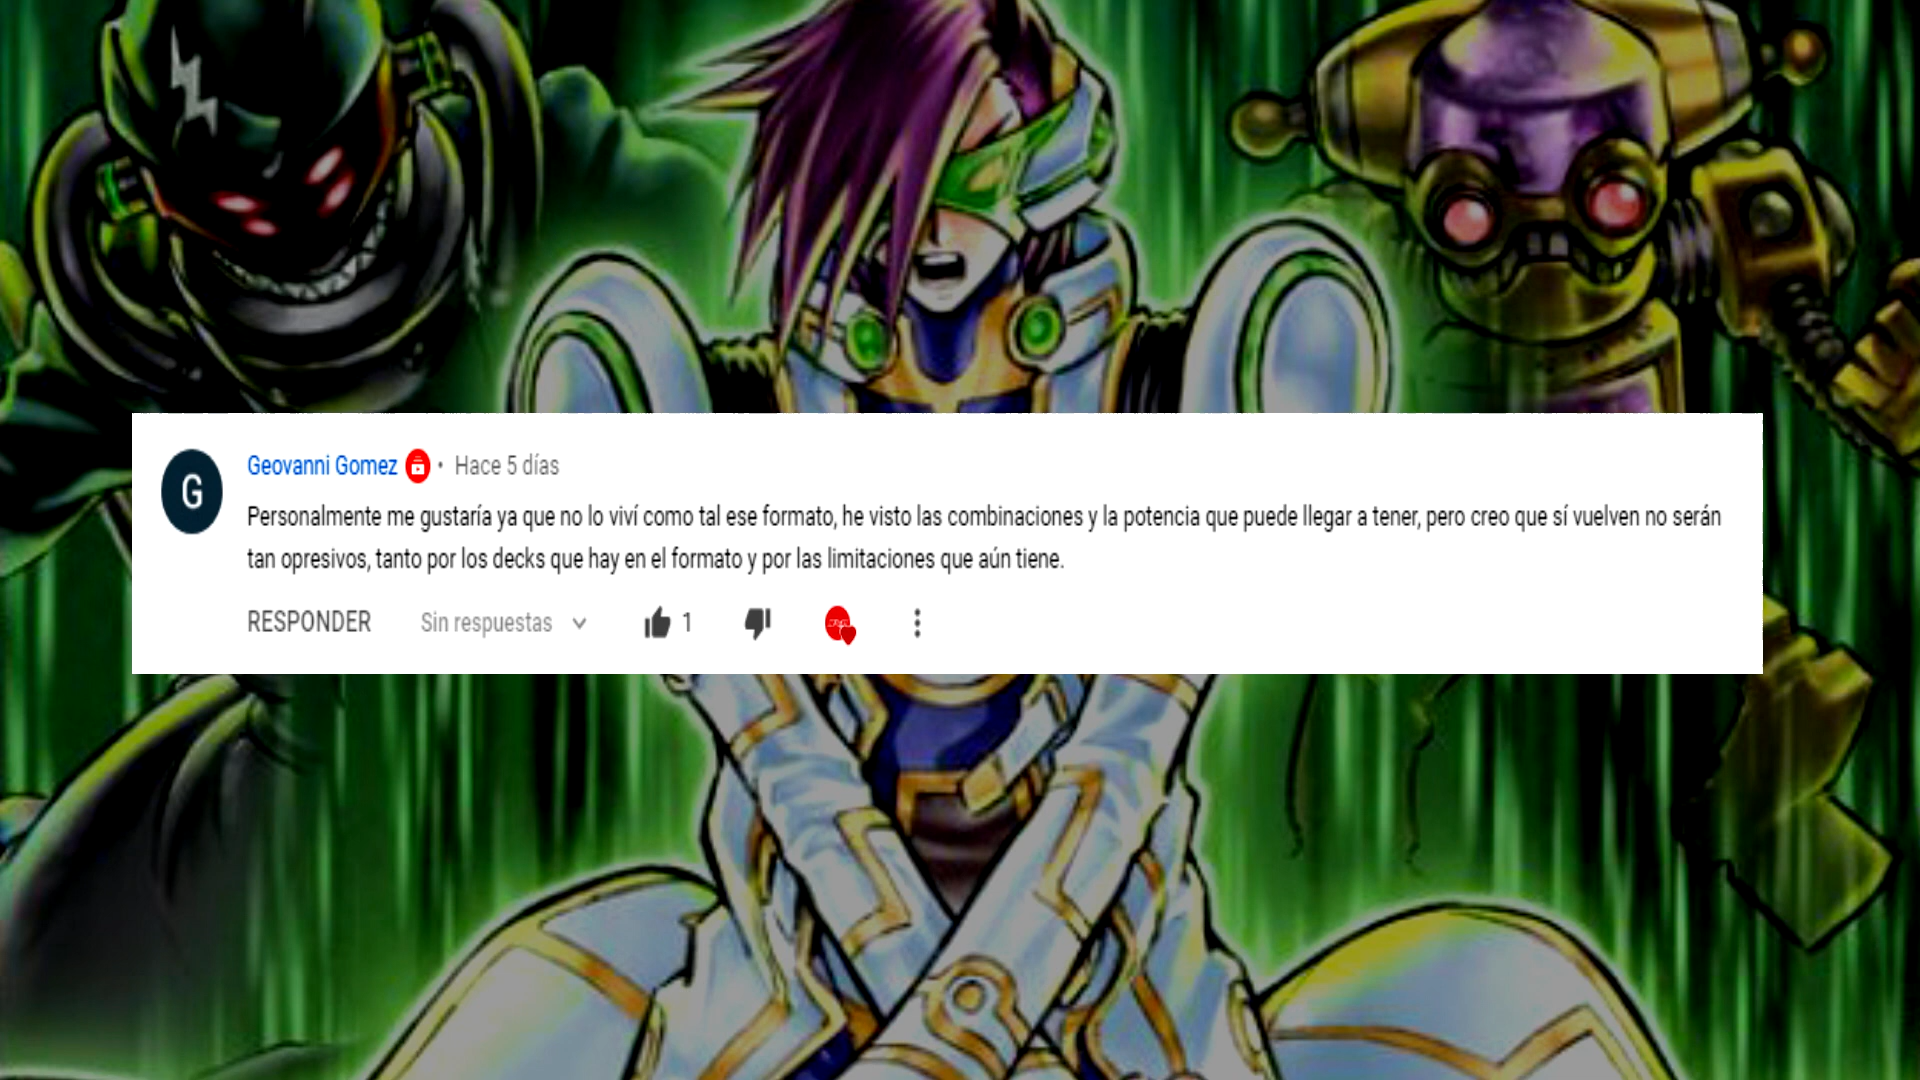 G
Geovanni Gomez • Hace 5 días
Personalmente me gustaría ya que no lo viví como tal ese formato, he visto las combinaciones y la potencia que puede llegar a tener, pero creo que sí vuelven no serán
tan opresivos, tanto por los decks que hay en el formato y por las limitaciones que aún tiene.
RESPONDER Sin respuestas 1